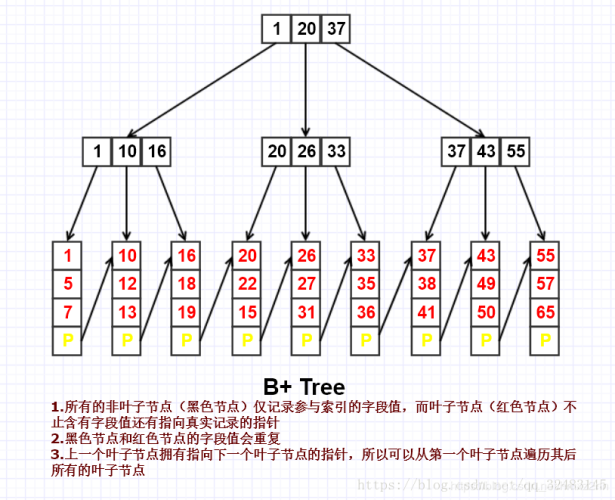 1 20 37
1 10 16 20 26 33 37 43 55
1 10 16 20 26 33 37 43 55
5 12 18 22 27 35 38 49 57
7 13 19 15 31 36 41 50 65
P P P P P P P P P
B+ Tree
1.所有的非叶子节点（黑色节点）仅记录参与索引的字段值，而叶子节点（红色节点）不
止含有字段值还有指向真实记录的指针
2.黑色节点和红色节点的字段值会重复
3.上一个叶子节点拥有指向下一个叶子节点的指针，所以可以从第一个叶子节点遍历其后
所有的叶子节点
https://blog.csdn.net/qq_32483145